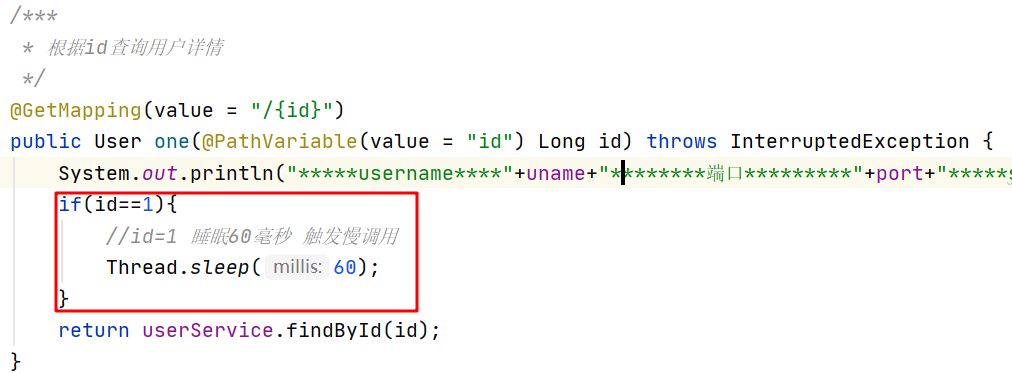 /***
 * 根据id查询用户详情
 */
@GetMapping(value = "/{id}")
public User one(@PathVariable(value = "id") Long id) throws InterruptedException {
    System.out.println("*****username****"+uname+"********端口*********"+port+"*****s
    if(id==1){
        //id=1 睡眠60毫秒 触发慢调用
        Thread.sleep( millis: 60);
    }
    return userService.findById(id);
}